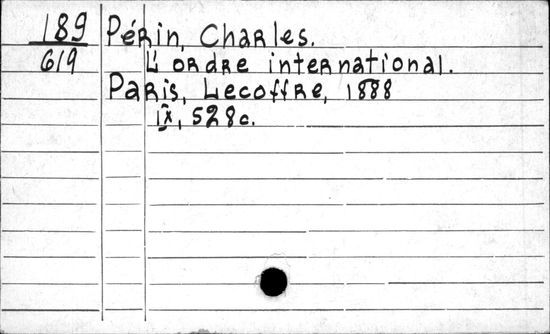 189 Périn, Charles.
619 L'ordre international.
Paris, Lecoffre, 1888
IX, 528 c.